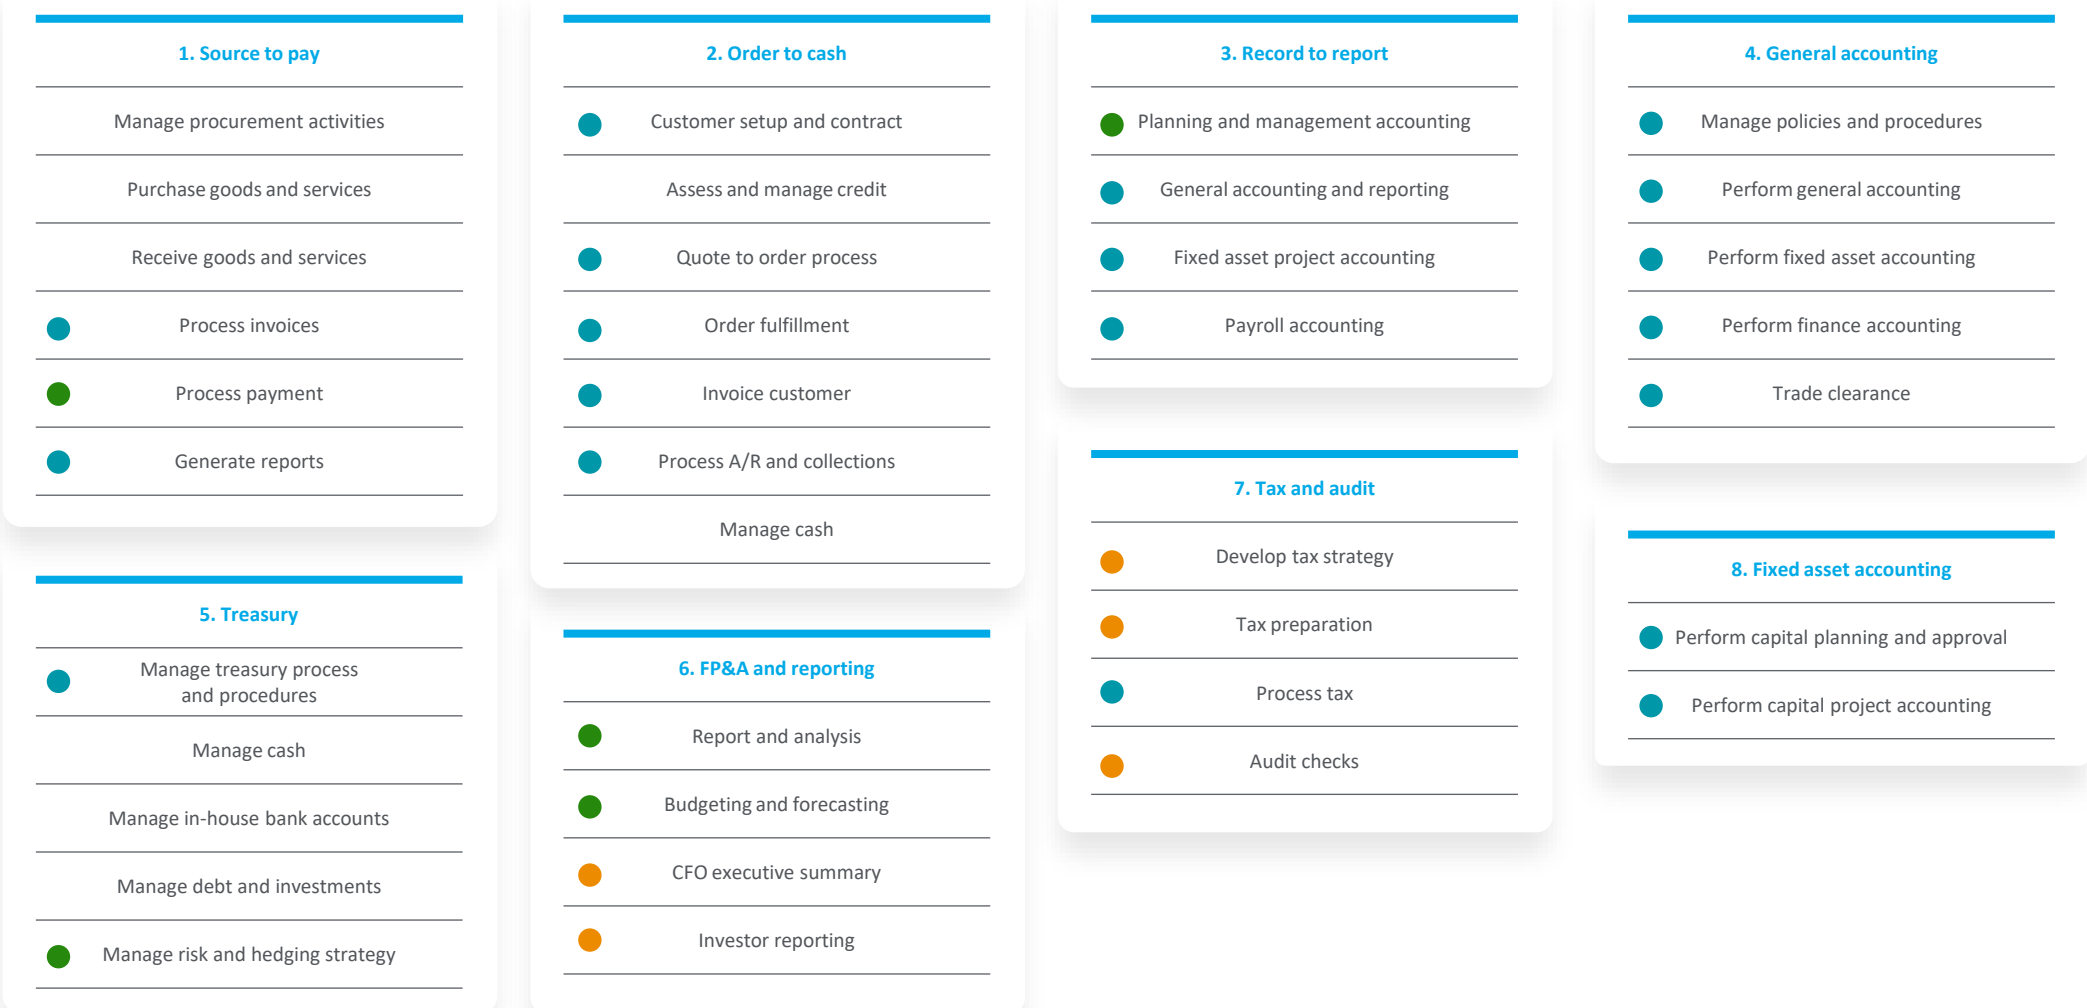 1. Source to pay
Manage procurement activities
Purchase goods and services
Receive goods and services
Process invoices
Process payment
Generate reports
2. Order to cash
Customer setup and contract
Assess and manage credit
Quote to order process
Order fulfillment
Invoice customer
Process A/R and collections
Manage cash
3. Record to report
Planning and management accounting
General accounting and reporting
Fixed asset project accounting
Payroll accounting
4. General accounting
Manage policies and procedures
Perform general accounting
Perform fixed asset accounting
Perform finance accounting
Trade clearance
5. Treasury
Manage treasury process
and procedures
Manage cash
Manage in-house bank accounts
Manage debt and investments
Manage risk and hedging strategy
6. FP&A and reporting
Report and analysis
Budgeting and forecasting
CFO executive summary
Investor reporting
7. Tax and audit
Develop tax strategy
Tax preparation
Process tax
Audit checks
8. Fixed asset accounting
Perform capital planning and approval
Perform capital project accounting